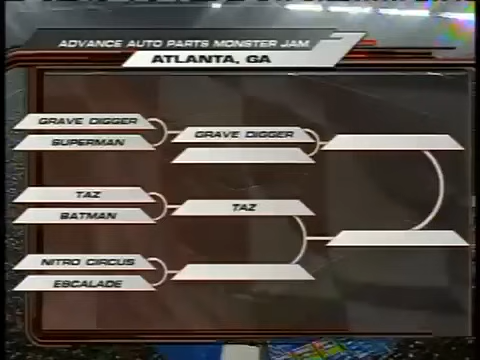 ADVANCE AUTO PARTS MONSTER JAM
ATLANTA, GA
GRAVE DIGGER
SUPERMAN
GRAVE DIGGER
TAZ
BATMAN
TAZ
NITRO CIRCUS
ESCALADE